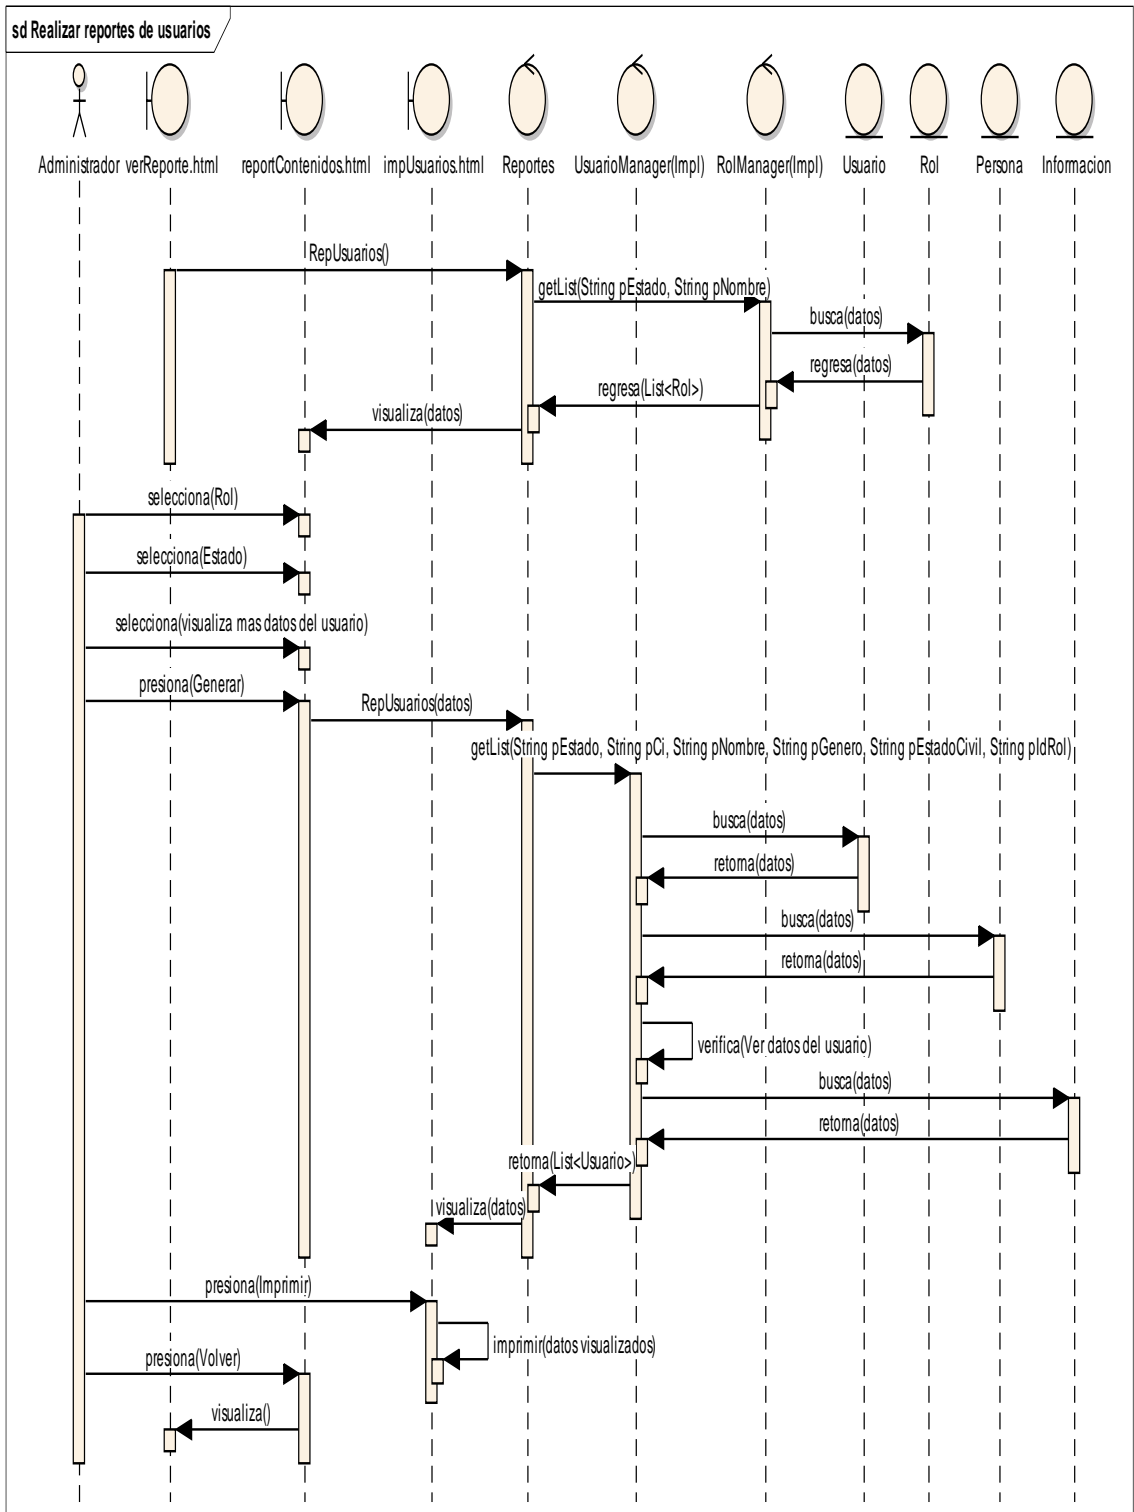 sd Realizar reportes de usuarios
Administrador
verReporte.html
reportContenidos.html
impUsuarios.html
Reportes
UsuarioManager(Impl)
RolManager(Impl)
Usuario
Rol
Persona
Informacion
RepUsuarios()
getList(String pEstado, String pNombre)
busca(datos)
regresa(datos)
regresa(List<Rol>)
visualiza(datos)
selecciona(Rol)
selecciona(Estado)
selecciona(visualiza mas datos del usuario)
presiona(Generar)
RepUsuarios(datos)
getList(String pEstado, String pCi, String pNombre, String pGenero, String pEstadoCivil, String pIdRol)
busca(datos)
retorna(datos)
busca(datos)
retorna(datos)
verifica(Ver datos del usuario)
busca(datos)
retorna(datos)
retorna(List<Usuario>)
visualiza(datos)
presiona(Imprimir)
imprimir(datos visualizados)
presiona(Volver)
visualiza()